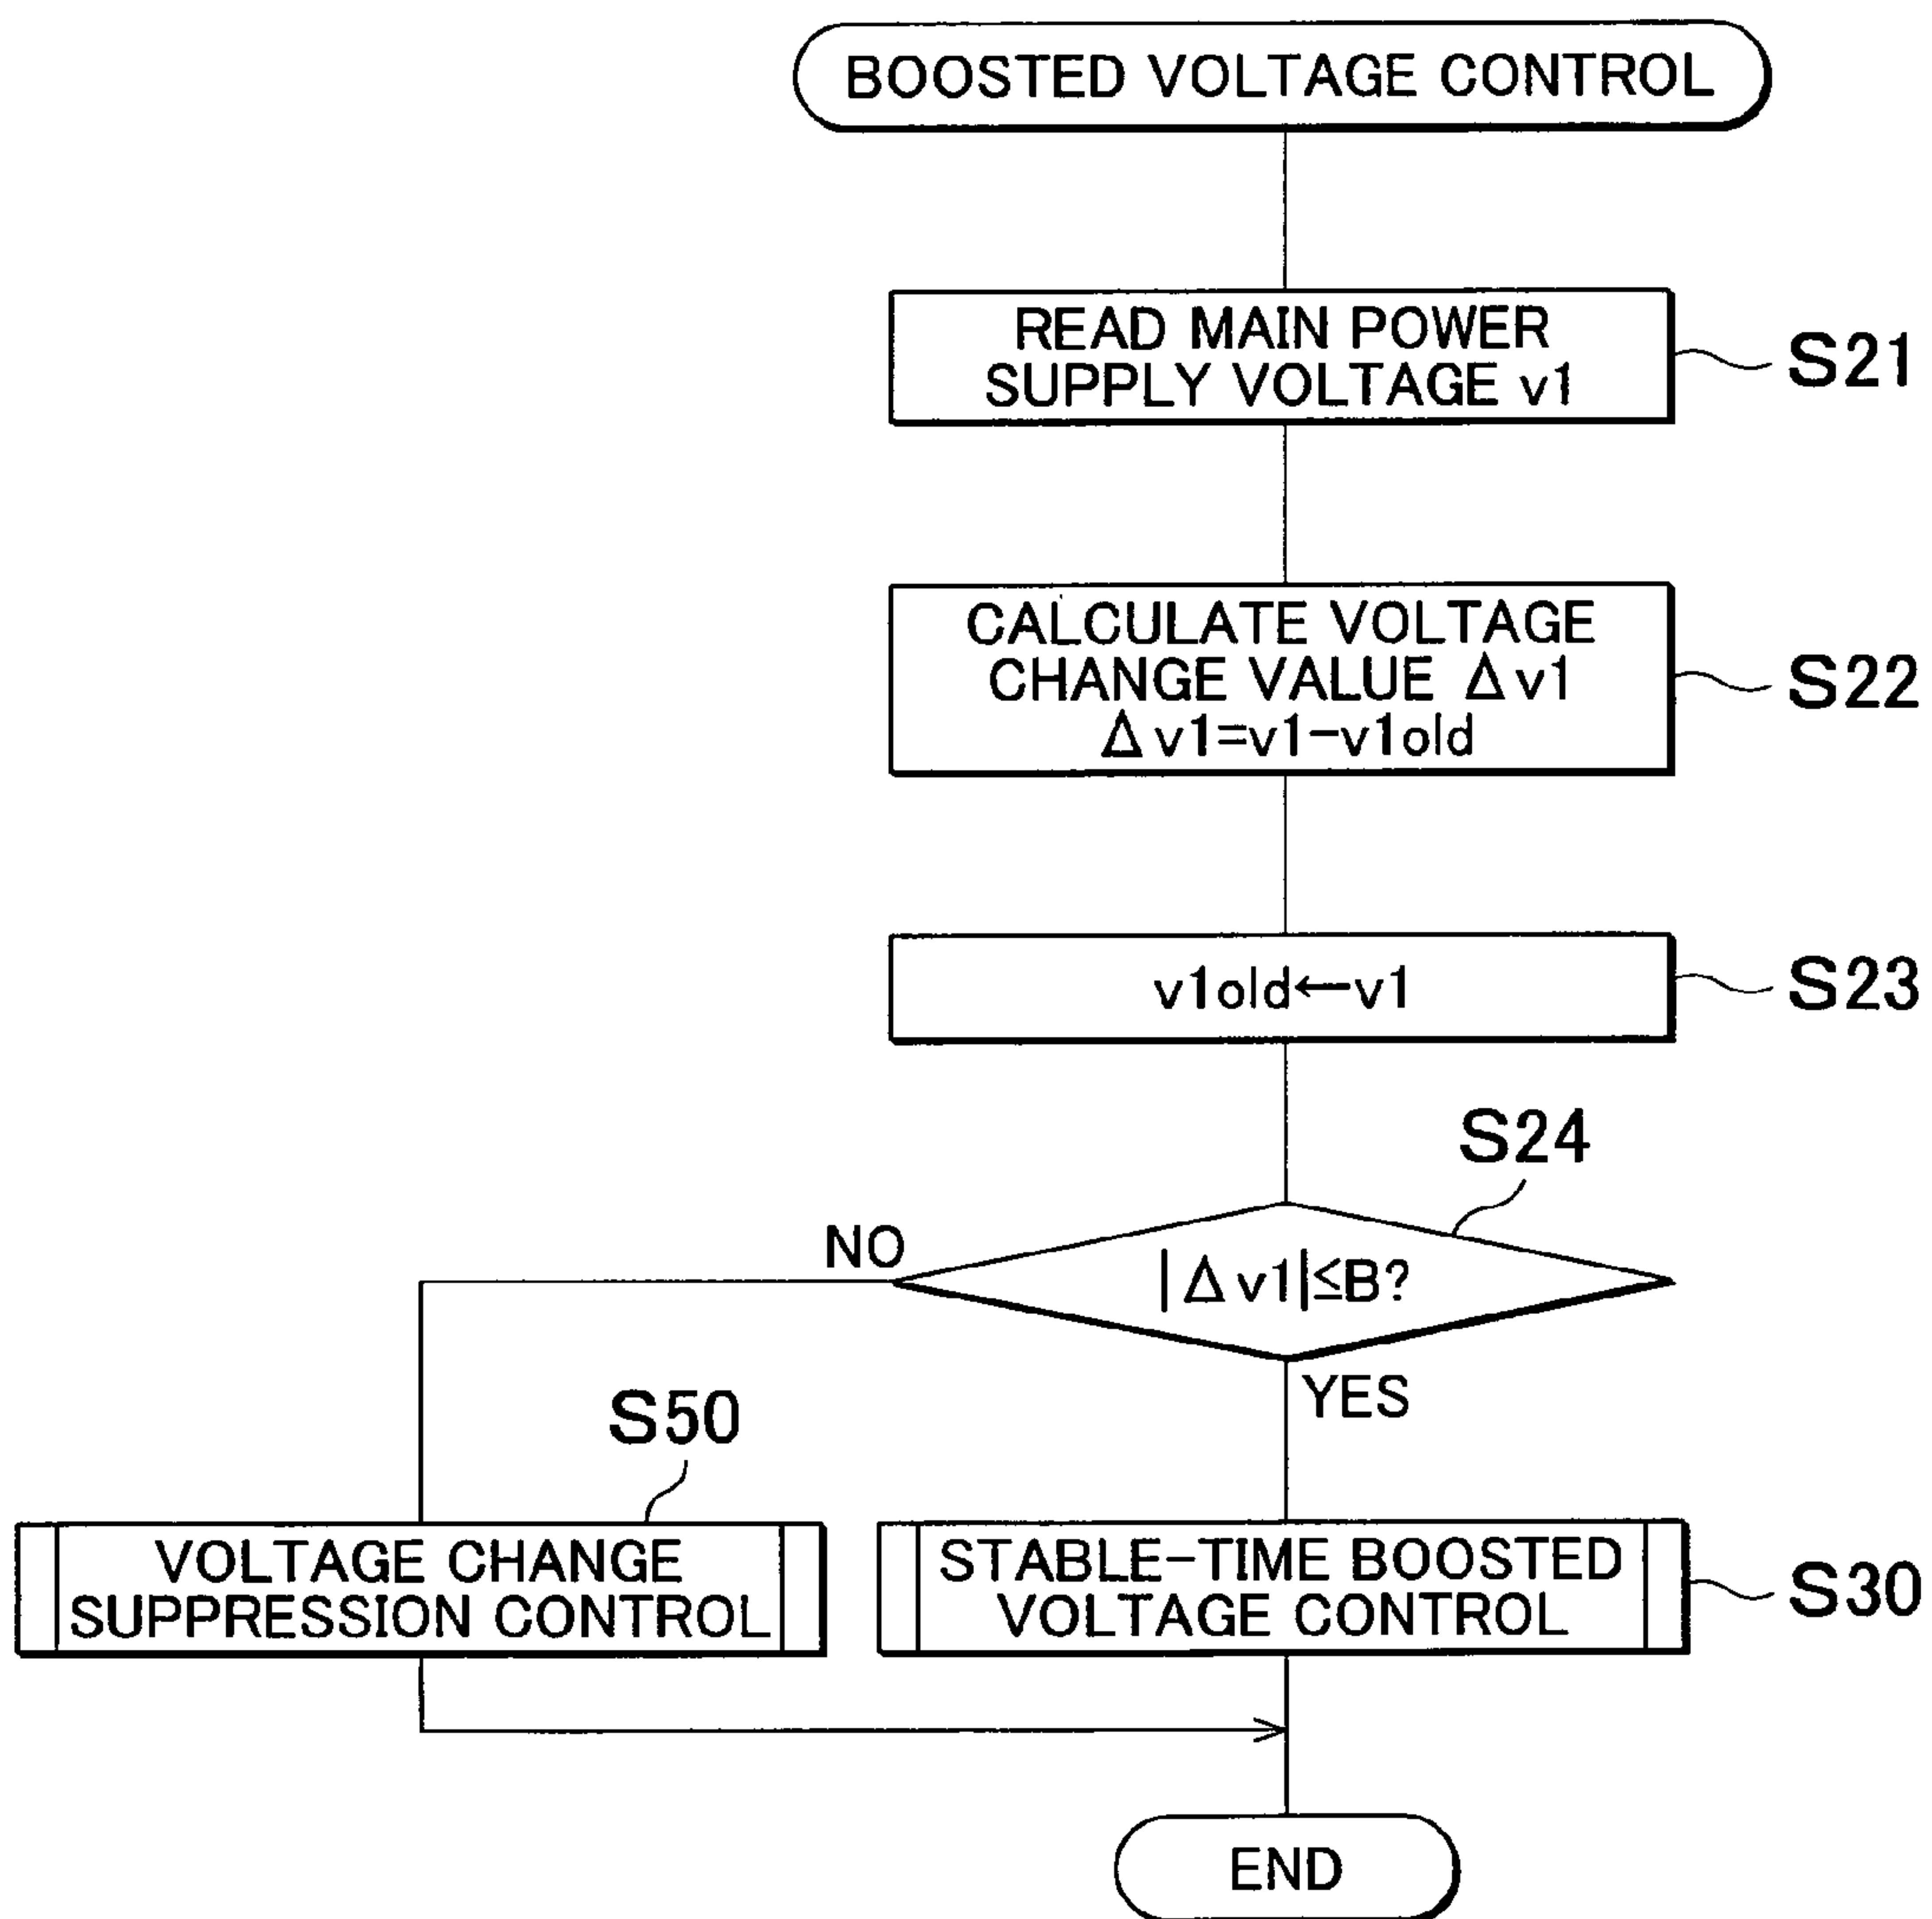 BOOSTED VOLTAGE CONTROL
READ MAIN POWER
SUPPLY VOLTAGE v1
S21
CALCULATE VOLTAGE
CHANGE VALUE Δv1
Δv1=v1−v1old
S22
v1old←v1
S23
S24
|Δv1|≤B?
NO
YES
S50
VOLTAGE CHANGE
SUPPRESSION CONTROL
STABLE−TIME BOOSTED
VOLTAGE CONTROL
S30
END